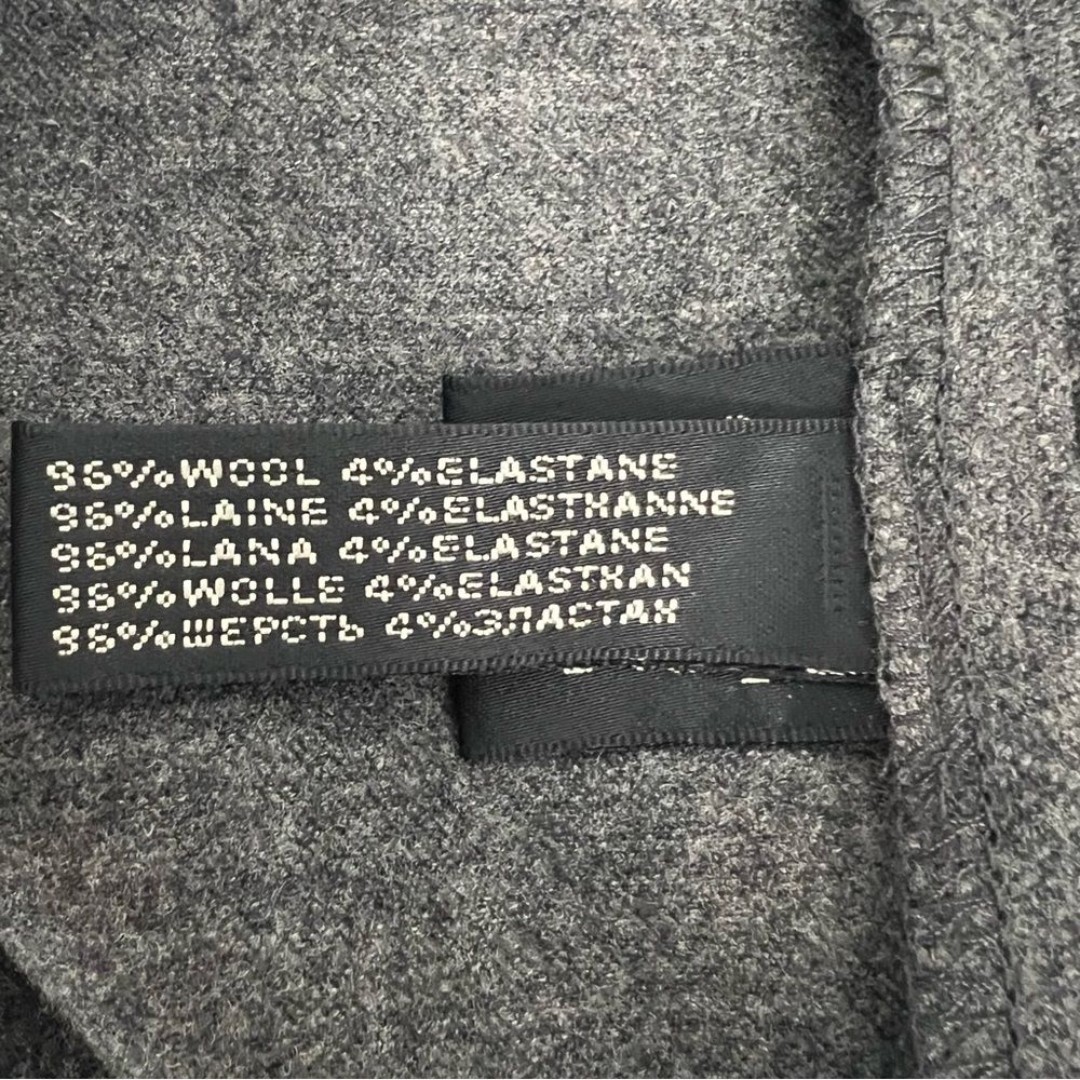 96%WOOL 4%ELASTANE
96%LAINE 4%ELASTHANNE
96%LANA 4%ELASTANE
96%WOLLE 4%ELASTHAN
96%ШЕРСТЬ 4%ЭЛАСТАН